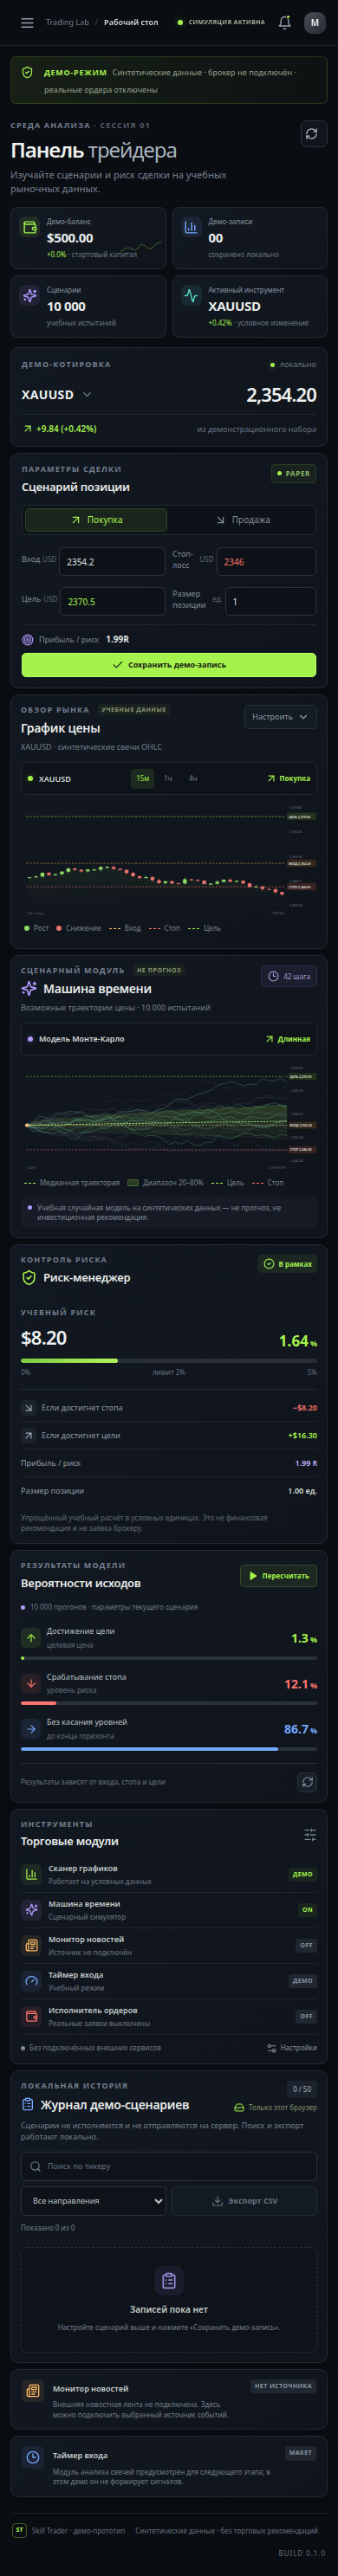 Trading Lab / Рабочий стол
СИМУЛЯЦИЯ АКТИВНА
M
ДЕМО-РЕЖИМ Синтетические данные · брокер не подключён ·
реальные ордера отключены
СРЕДА АНАЛИЗА · СЕССИЯ 01
Панель трейдера
Изучайте сценарии и риск сделки на учебных
рыночных данных.
Демо-баланс
$500.00
+0.0% · стартовый капитал
Демо-записи
00
сохранено локально
Сценарии
10 000
учебных испытаний
Активный инструмент
XAUUSD
+0.42% · условное изменение
ДЕМО-КОТИРОВКА
локально
XAUUSD
2,354.20
+9.84 (+0.42%)
из демонстрационного набора
ПАРАМЕТРЫ СДЕЛКИ
PAPER
Сценарий позиции
Покупка
Продажа
Вход USD 2354.2
Стоп-лосс USD 2346
Цель USD 2370.5
Размер позиции ед. 1
Прибыль / риск 1.99R
Сохранить демо-запись
ОБЗОР РЫНКА УЧЕБНЫЕ ДАННЫЕ
Настроить
График цены
XAUUSD · синтетические свечи OHLC
XAUUSD
15м 1ч 4ч
Покупка
Рост Снижение Вход Стоп Цель
СЦЕНАРНЫЙ МОДУЛЬ НЕ ПРОГНОЗ
42 шага
Машина времени
Возможные траектории цены · 10 000 испытаний
Модель Монте-Карло
Длинная
Медианная траектория Диапазон 20–80% Цель Стоп
Учебная случайная модель на синтетических данных — не прогноз, не
инвестиционная рекомендация.
КОНТРОЛЬ РИСКА
В рамках
Риск-менеджер
УЧЕБНЫЙ РИСК
$8.20
1.64 %
0% лимит 2% 5%
Если достигнет стопа −$8.20
Если достигнет цели +$16.30
Прибыль / риск 1.99 R
Размер позиции 1.00 ед.
Упрощённый учебный расчёт в условных единицах. Это не финансовая
рекомендация и не заявка брокеру.
РЕЗУЛЬТАТЫ МОДЕЛИ
Пересчитать
Вероятности исходов
10 000 прогонов · параметры текущего сценария
Достижение цели
целевая цена
1.3 %
Срабатывание стопа
уровень риска
12.1 %
Без касания уровней
до конца горизонта
86.7 %
Результаты зависят от входа, стопа и цели
ИНСТРУМЕНТЫ
Торговые модули
Сканер графиков
Работает на условных данных
ДЕМО
Машина времени
Сценарный симулятор
ON
Монитор новостей
Источник не подключён
OFF
Таймер входа
Учебный режим
ДЕМО
Исполнитель ордеров
Реальные заявки выключены
OFF
Без подключённых внешних сервисов
Настройки
ЛОКАЛЬНАЯ ИСТОРИЯ
0 / 50
Журнал демо-сценариев
Только этот браузер
Сценарии не исполняются и не отправляются на сервер. Поиск и экспорт
работают локально.
Поиск по тикеру
Все направления
Экспорт CSV
Показано 0 из 0
Записей пока нет
Настройте сценарий выше и нажмите «Сохранить демо-запись».
Монитор новостей
НЕТ ИСТОЧНИКА
Внешняя новостная лента не подключена. Здесь
можно подключить выбранный источник событий.
Таймер входа
МАКЕТ
Модуль анализа свечей предусмотрен для следующего этапа; в
этом демо он не формирует сигналов.
ST
Skill Trader · демо-прототип
Синтетические данные · без торговых рекомендаций
BUILD 0.1.0